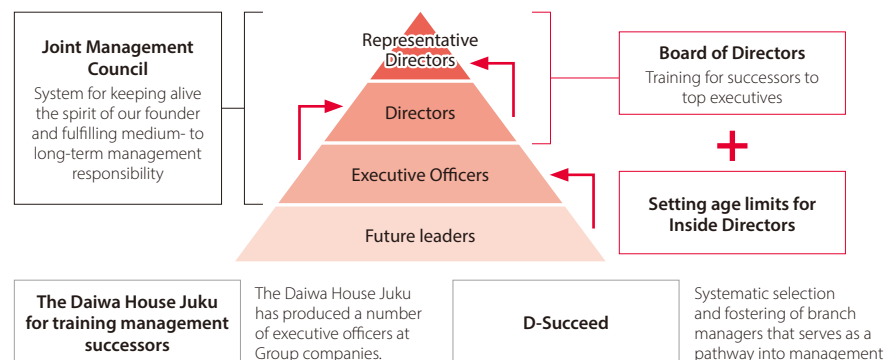 Joint Management
Council
System for keeping alive
the spirit of our founder
and fulfilling medium- to
long-term management
responsibility
Representative
Directors
Directors
Executive Officers
Future leaders
Board of Directors
Training for successors to
top executives
+
Setting age limits for
Inside Directors
The Daiwa House Juku
for training management
successors
The Daiwa House Juku
has produced a number
of executive officers at
Group companies.
D-Succeed
Systematic selection
and fostering of branch
managers that serves as a
pathway into management